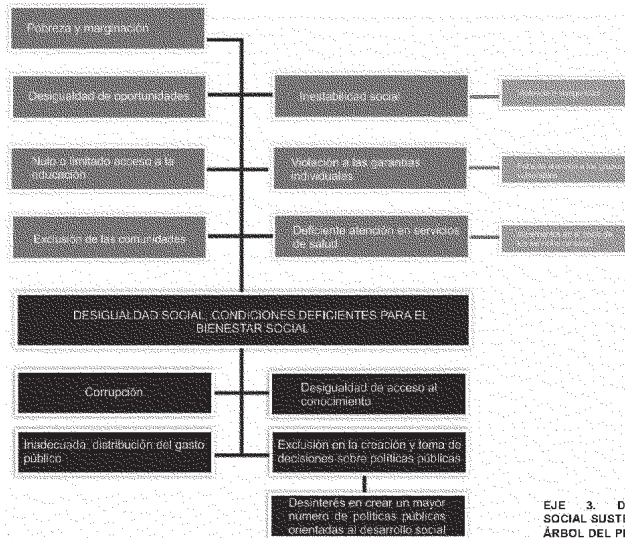 Pobreza y marginación
Desigualdad de oportunidades
Inestabilidad social
Nulo o limitado acceso a la
educación
Violación a las garantías
individuales
Exclusión de las comunidades
Deficiente atención en servicios
de salud
DESIGUALDAD SOCIAL, CONDICIONES DEFICIENTES PARA EL
BIENESTAR SOCIAL
Corrupción
Desigualdad de acceso al
conocimiento
Inadecuada distribución del gasto
público
Exclusión en la creación y toma de
decisiones sobre políticas públicas
Desinterés en crear un mayor
número de políticas públicas
orientadas al desarrollo social
EJE 3. D
SOCIAL SUSTE
ÁRBOL DEL P